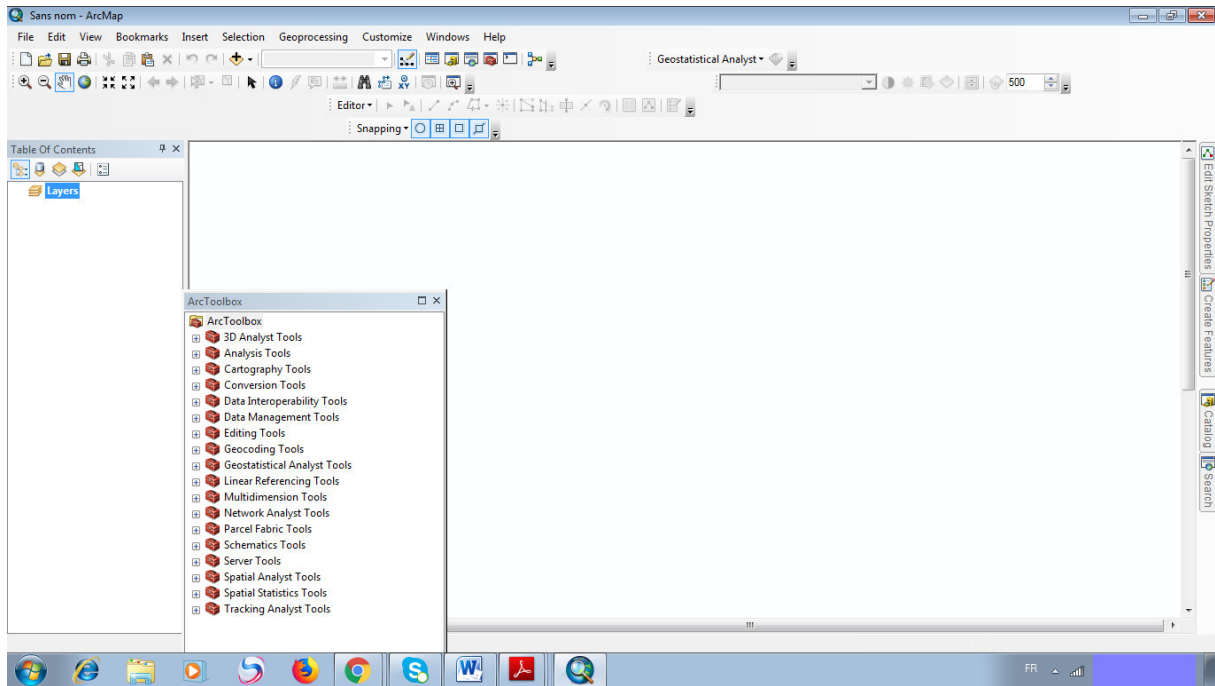 Sans nom - ArcMap
File Edit View Bookmarks Insert Selection Geoprocessing Customize Windows Help
Geostatistical Analyst
500
Editor
Snapping
Table Of Contents
Layers
ArcToolbox
ArcToolbox
3D Analyst Tools
Analysis Tools
Cartography Tools
Conversion Tools
Data Interoperability Tools
Data Management Tools
Editing Tools
Geocoding Tools
Geostatistical Analyst Tools
Linear Referencing Tools
Multidimension Tools
Network Analyst Tools
Parcel Fabric Tools
Schematics Tools
Server Tools
Spatial Analyst Tools
Spatial Statistics Tools
Tracking Analyst Tools
Edit Sketch Properties
Create Features
Catalog
Search
FR